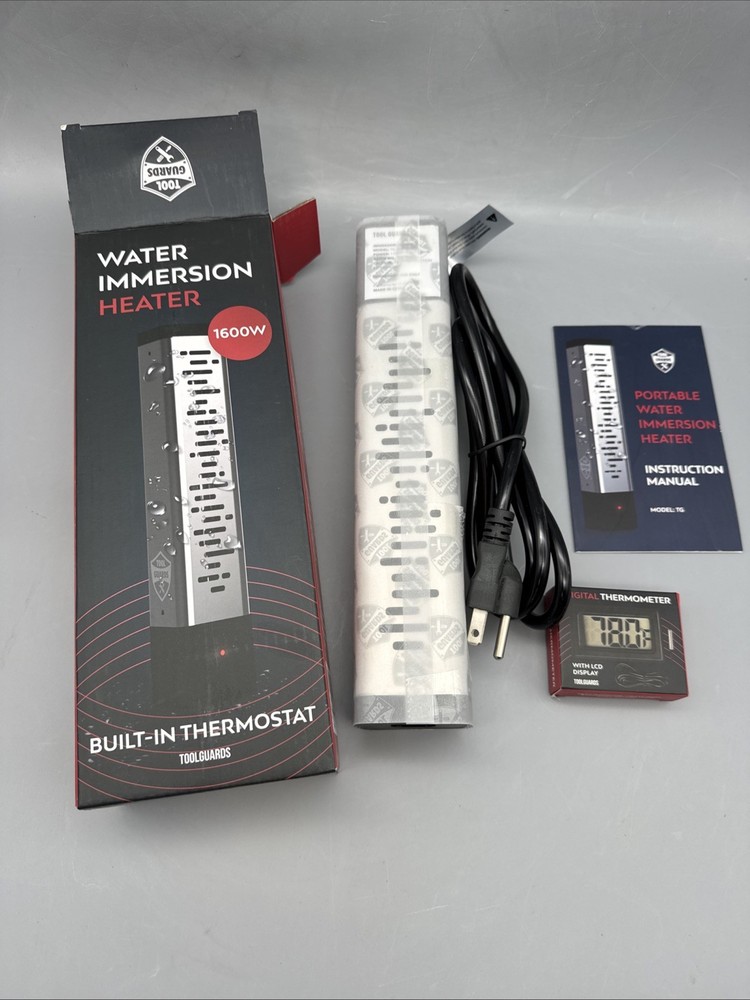 TOOL
GUARDS
WATER
IMMERSION
HEATER
1600W
BUILT-IN THERMOSTAT
TOOLGUARDS
PORTABLE
WATER
IMMERSION
HEATER
INSTRUCTION
MANUAL
MODEL: TG
DIGITAL THERMOMETER
78.0°F
WITH LCD
DISPLAY
TOOLGUARDS